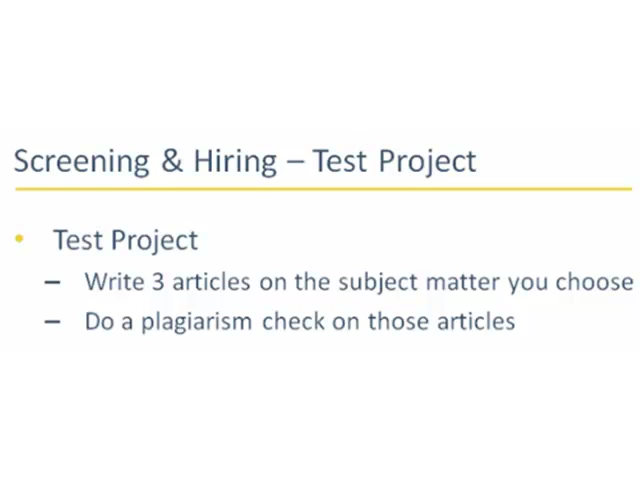 Screening & Hiring – Test Project
• Test Project
– Write 3 articles on the subject matter you choose
– Do a plagiarism check on those articles